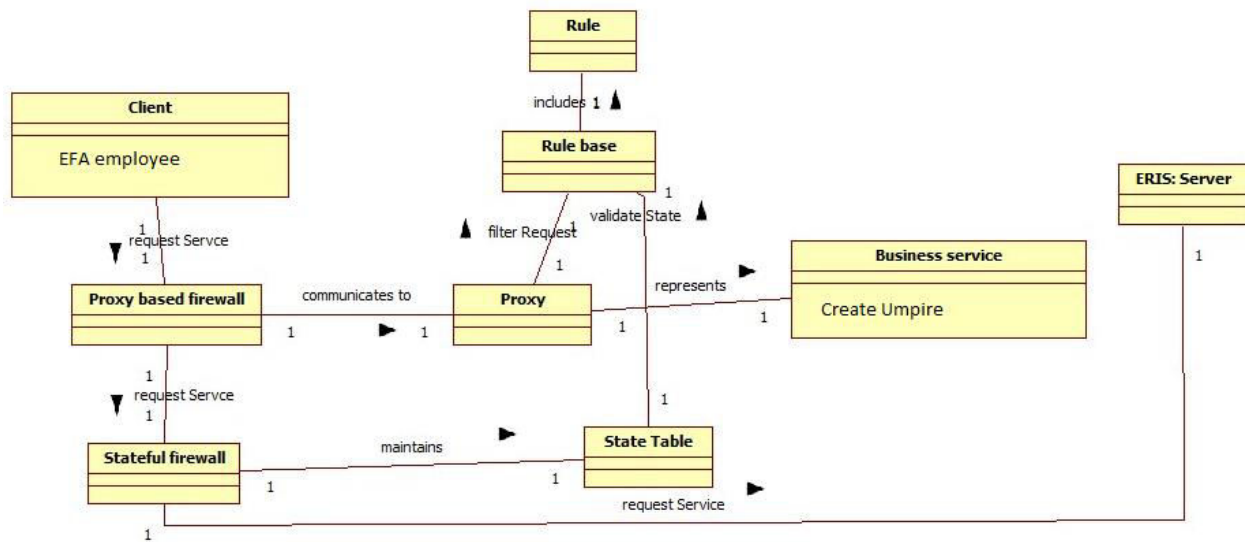 Rule
includes 1
Client
EFA employee
Rule base
1
ERIS: Server
1
validate State
filter Request
1
1
request Servce
1
1
1
Business service
Create Umpire
Proxy based firewall
communicates to
1
1
Proxy
represents
1
1
1
request Servce
1
1
Stateful firewall
maintains
1
1
State Table
request Service
1